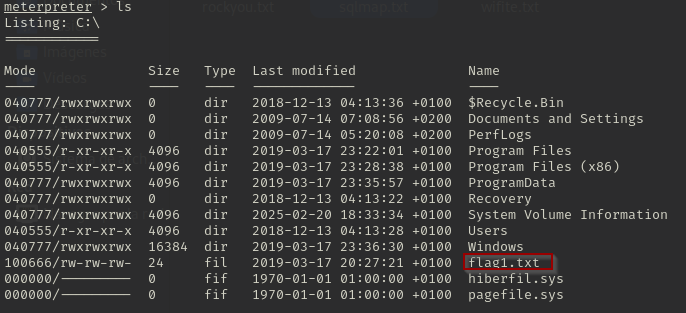 rockyou.txt sqlmap.txt wifite.txt
meterpreter > ls
Listing: C:\
============
Imágenes
Vídeos
Mode Size Type Last modified Name
---- ---- ---- ------------- ----
040777/rwxrwxrwx 0 dir 2018-12-13 04:13:36 +0100 $Recycle.Bin
040777/rwxrwxrwx 0 dir 2009-07-14 07:08:56 +0200 Documents and Settings
040777/rwxrwxrwx 0 dir 2009-07-14 05:20:08 +0200 PerfLogs
040555/r-xr-xr-x 4096 dir 2019-03-17 23:22:01 +0100 Program Files
040555/r-xr-xr-x 4096 dir 2019-03-17 23:28:38 +0100 Program Files (x86)
040777/rwxrwxrwx 4096 dir 2019-03-17 23:35:57 +0100 ProgramData
040777/rwxrwxrwx 0 dir 2018-12-13 04:13:22 +0100 Recovery
040777/rwxrwxrwx 4096 dir 2025-02-20 18:33:34 +0100 System Volume Information
040555/r-xr-xr-x 4096 dir 2018-12-13 04:13:28 +0100 Users
040777/rwxrwxrwx 16384 dir 2019-03-17 23:36:30 +0100 Windows
100666/rw-rw-rw- 24 fil 2019-03-17 20:27:21 +0100 flag1.txt
000000/--------- 0 fif 1970-01-01 01:00:00 +0100 hiberfil.sys
000000/--------- 0 fif 1970-01-01 01:00:00 +0100 pagefile.sys